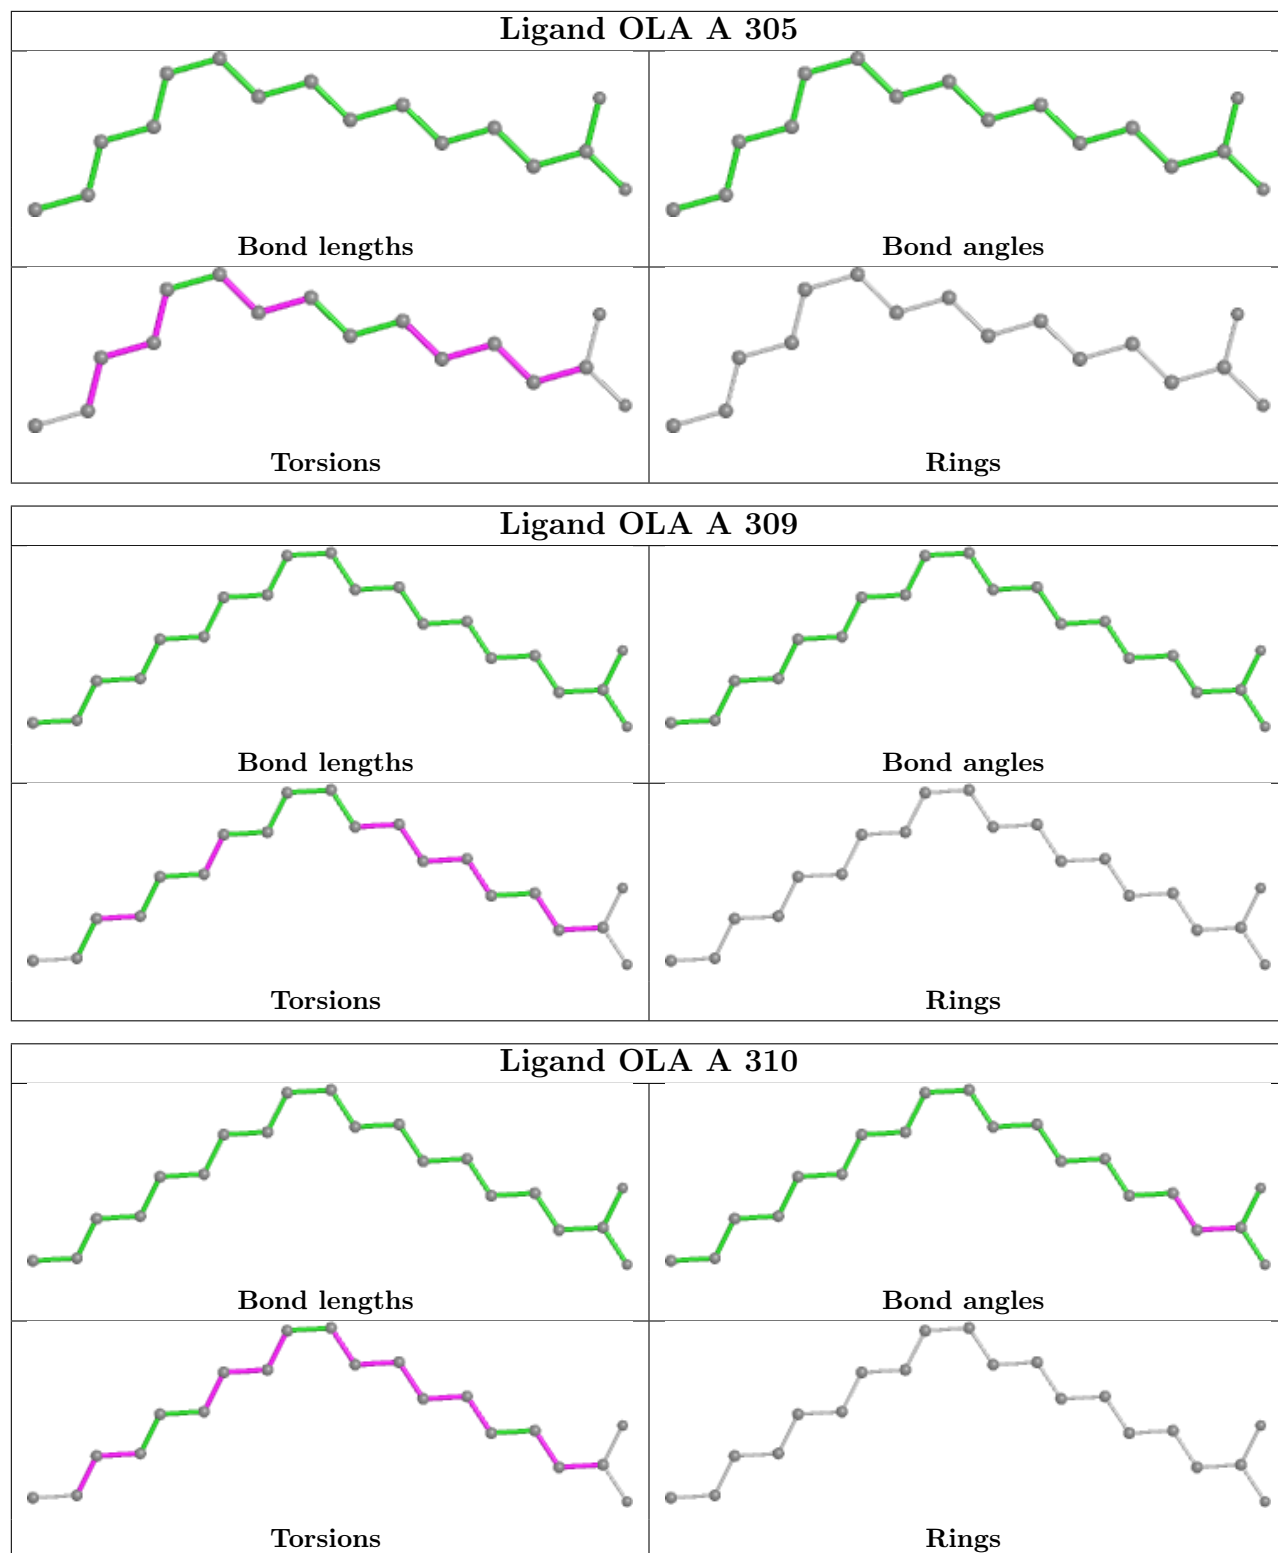 Ligand OLA A 305
Bond lengths
Bond angles
Torsions
Rings
Ligand OLA A 309
Bond lengths
Bond angles
Torsions
Rings
Ligand OLA A 310
Bond lengths
Bond angles
Torsions
Rings